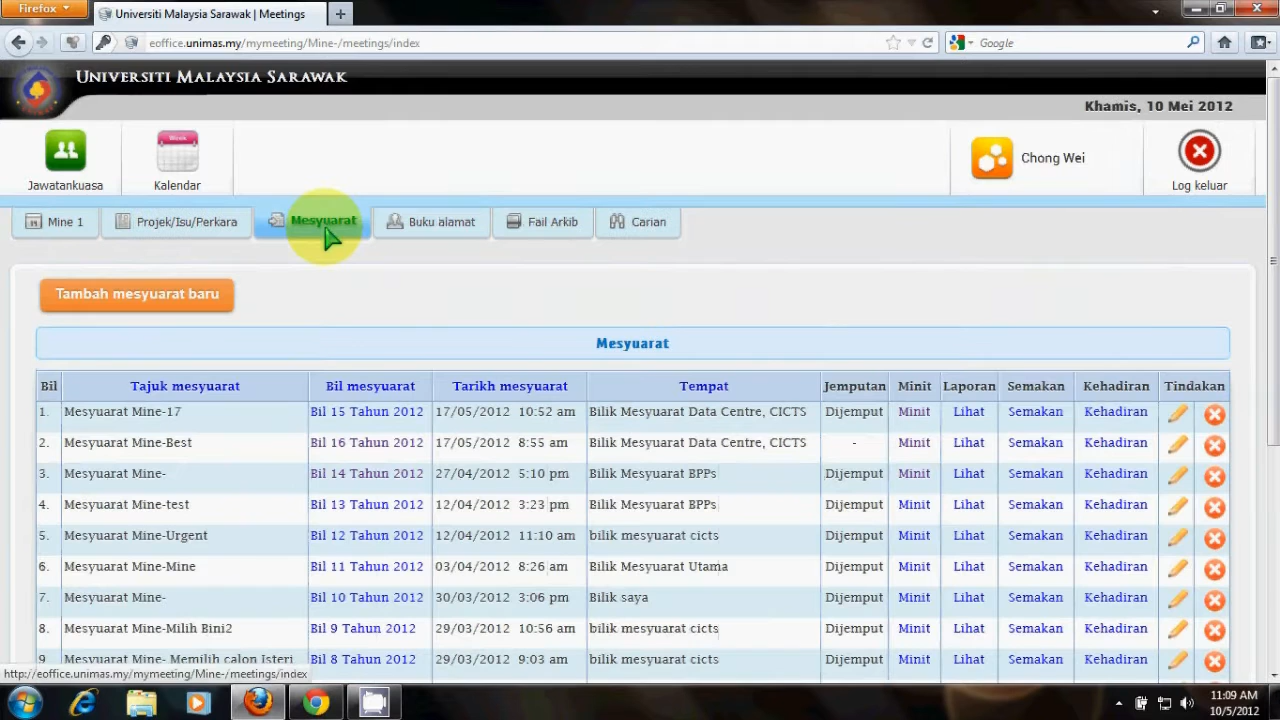 Firefox
Universiti Malaysia Sarawak | Meetings
eoffice.unimas.my/mymeeting/Mine-/meetings/index
Google
UNIVERSITI MALAYSIA SARAWAK
Khamis, 10 Mei 2012
Jawatankuasa
Week
Kalendar
Chong Wei
Log keluar
Mine 1
Projek/Isu/Perkara
Mesyuarat
Buku alamat
Fail Arkib
Carian
Tambah mesyuarat baru
Mesyuarat
Bil Tajuk mesyuarat Bil mesyuarat Tarikh mesyuarat Tempat Jemputan Minit Laporan Semakan Kehadiran Tindakan
1. Mesyuarat Mine-17 Bil 15 Tahun 2012 17/05/2012 10:52 am Bilik Mesyuarat Data Centre, CICTS Dijemput Minit Lihat Semakan Kehadiran
2. Mesyuarat Mine-Best Bil 16 Tahun 2012 17/05/2012 8:55 am Bilik Mesyuarat Data Centre, CICTS - Minit Lihat Semakan Kehadiran
3. Mesyuarat Mine- Bil 14 Tahun 2012 27/04/2012 5:10 pm Bilik Mesyuarat BPPs Dijemput Minit Lihat Semakan Kehadiran
4. Mesyuarat Mine-test Bil 13 Tahun 2012 12/04/2012 3:23 pm Bilik Mesyuarat BPPs Dijemput Minit Lihat Semakan Kehadiran
5. Mesyuarat Mine-Urgent Bil 12 Tahun 2012 12/04/2012 11:10 am bilik mesyuarat cicts Dijemput Minit Lihat Semakan Kehadiran
6. Mesyuarat Mine-Mine Bil 11 Tahun 2012 03/04/2012 8:26 am Bilik Mesyuarat Utama Dijemput Minit Lihat Semakan Kehadiran
7. Mesyuarat Mine- Bil 10 Tahun 2012 30/03/2012 3:06 pm Bilik saya Dijemput Minit Lihat Semakan Kehadiran
8. Mesyuarat Mine-Milih Bini2 Bil 9 Tahun 2012 29/03/2012 10:56 am bilik mesyuarat cicts Dijemput Minit Lihat Semakan Kehadiran
9. Mesyuarat Mine- Memilih calon Isteri Bil 8 Tahun 2012 29/03/2012 9:03 am bilik mesyuarat cicts Dijemput Minit Lihat Semakan Kehadiran
http://eoffice.unimas.my/mymeeting/Mine-/meetings/index
11:09 AM
10/5/2012